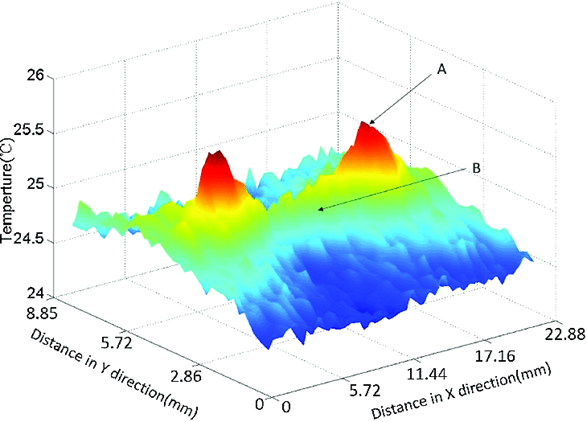 26
A
25.5
B
25
24.5
24
Temperture(℃)
8.85
5.72
2.86
0
Distance in Y direction(mm)
0
5.72
11.44
17.16
22.88
Distance in X direction(mm)